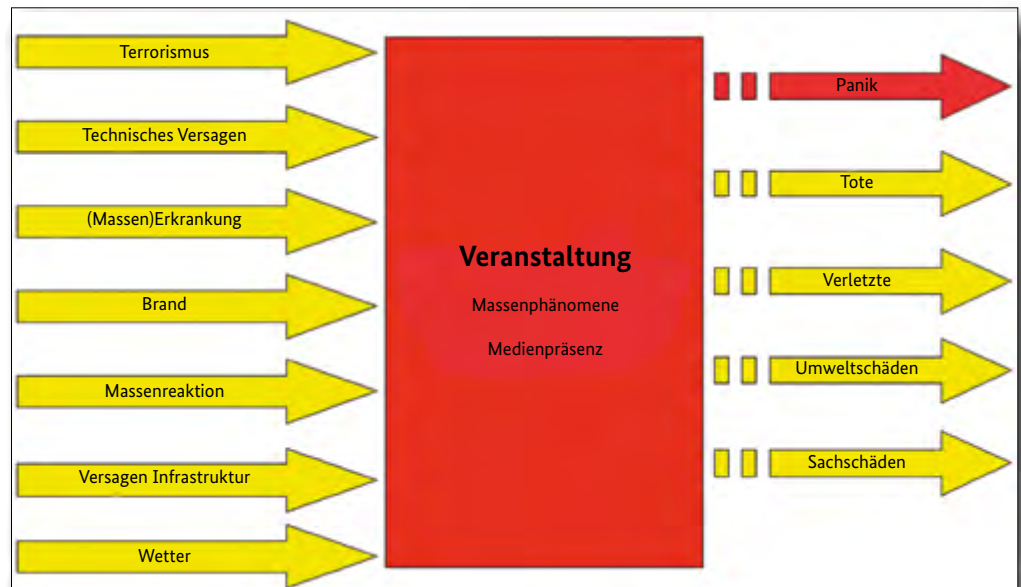 Terrorismus
Technisches Versagen
(Massen)Erkrankung
Brand
Massenreaktion
Versagen Infrastruktur
Wetter
Veranstaltung
Massenphänomene
Medienpräsenz
Panik
Tote
Verletzte
Umweltschäden
Sachschäden